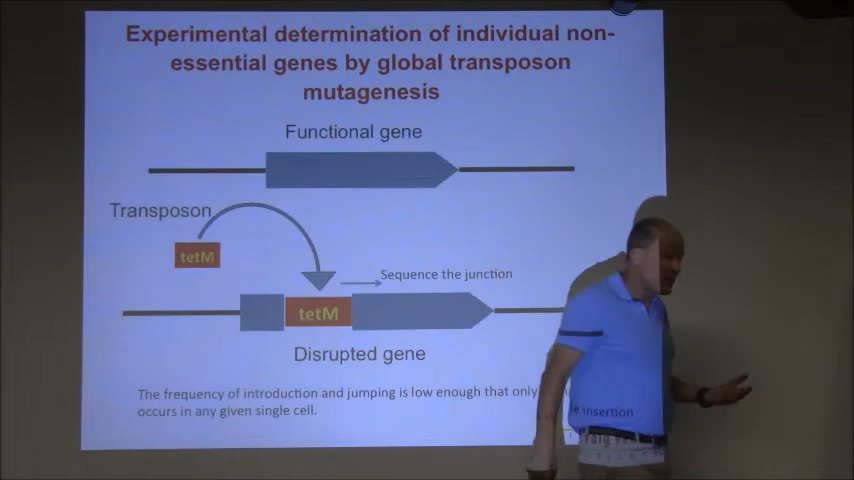 Experimental determination of individual non-
essential genes by global transposon
mutagenesis
Functional gene
Transposon
tetM
Sequence the junction
tetM
Disrupted gene
The frequency of introduction and jumping is low enough that only insertion
occurs in any given single cell.